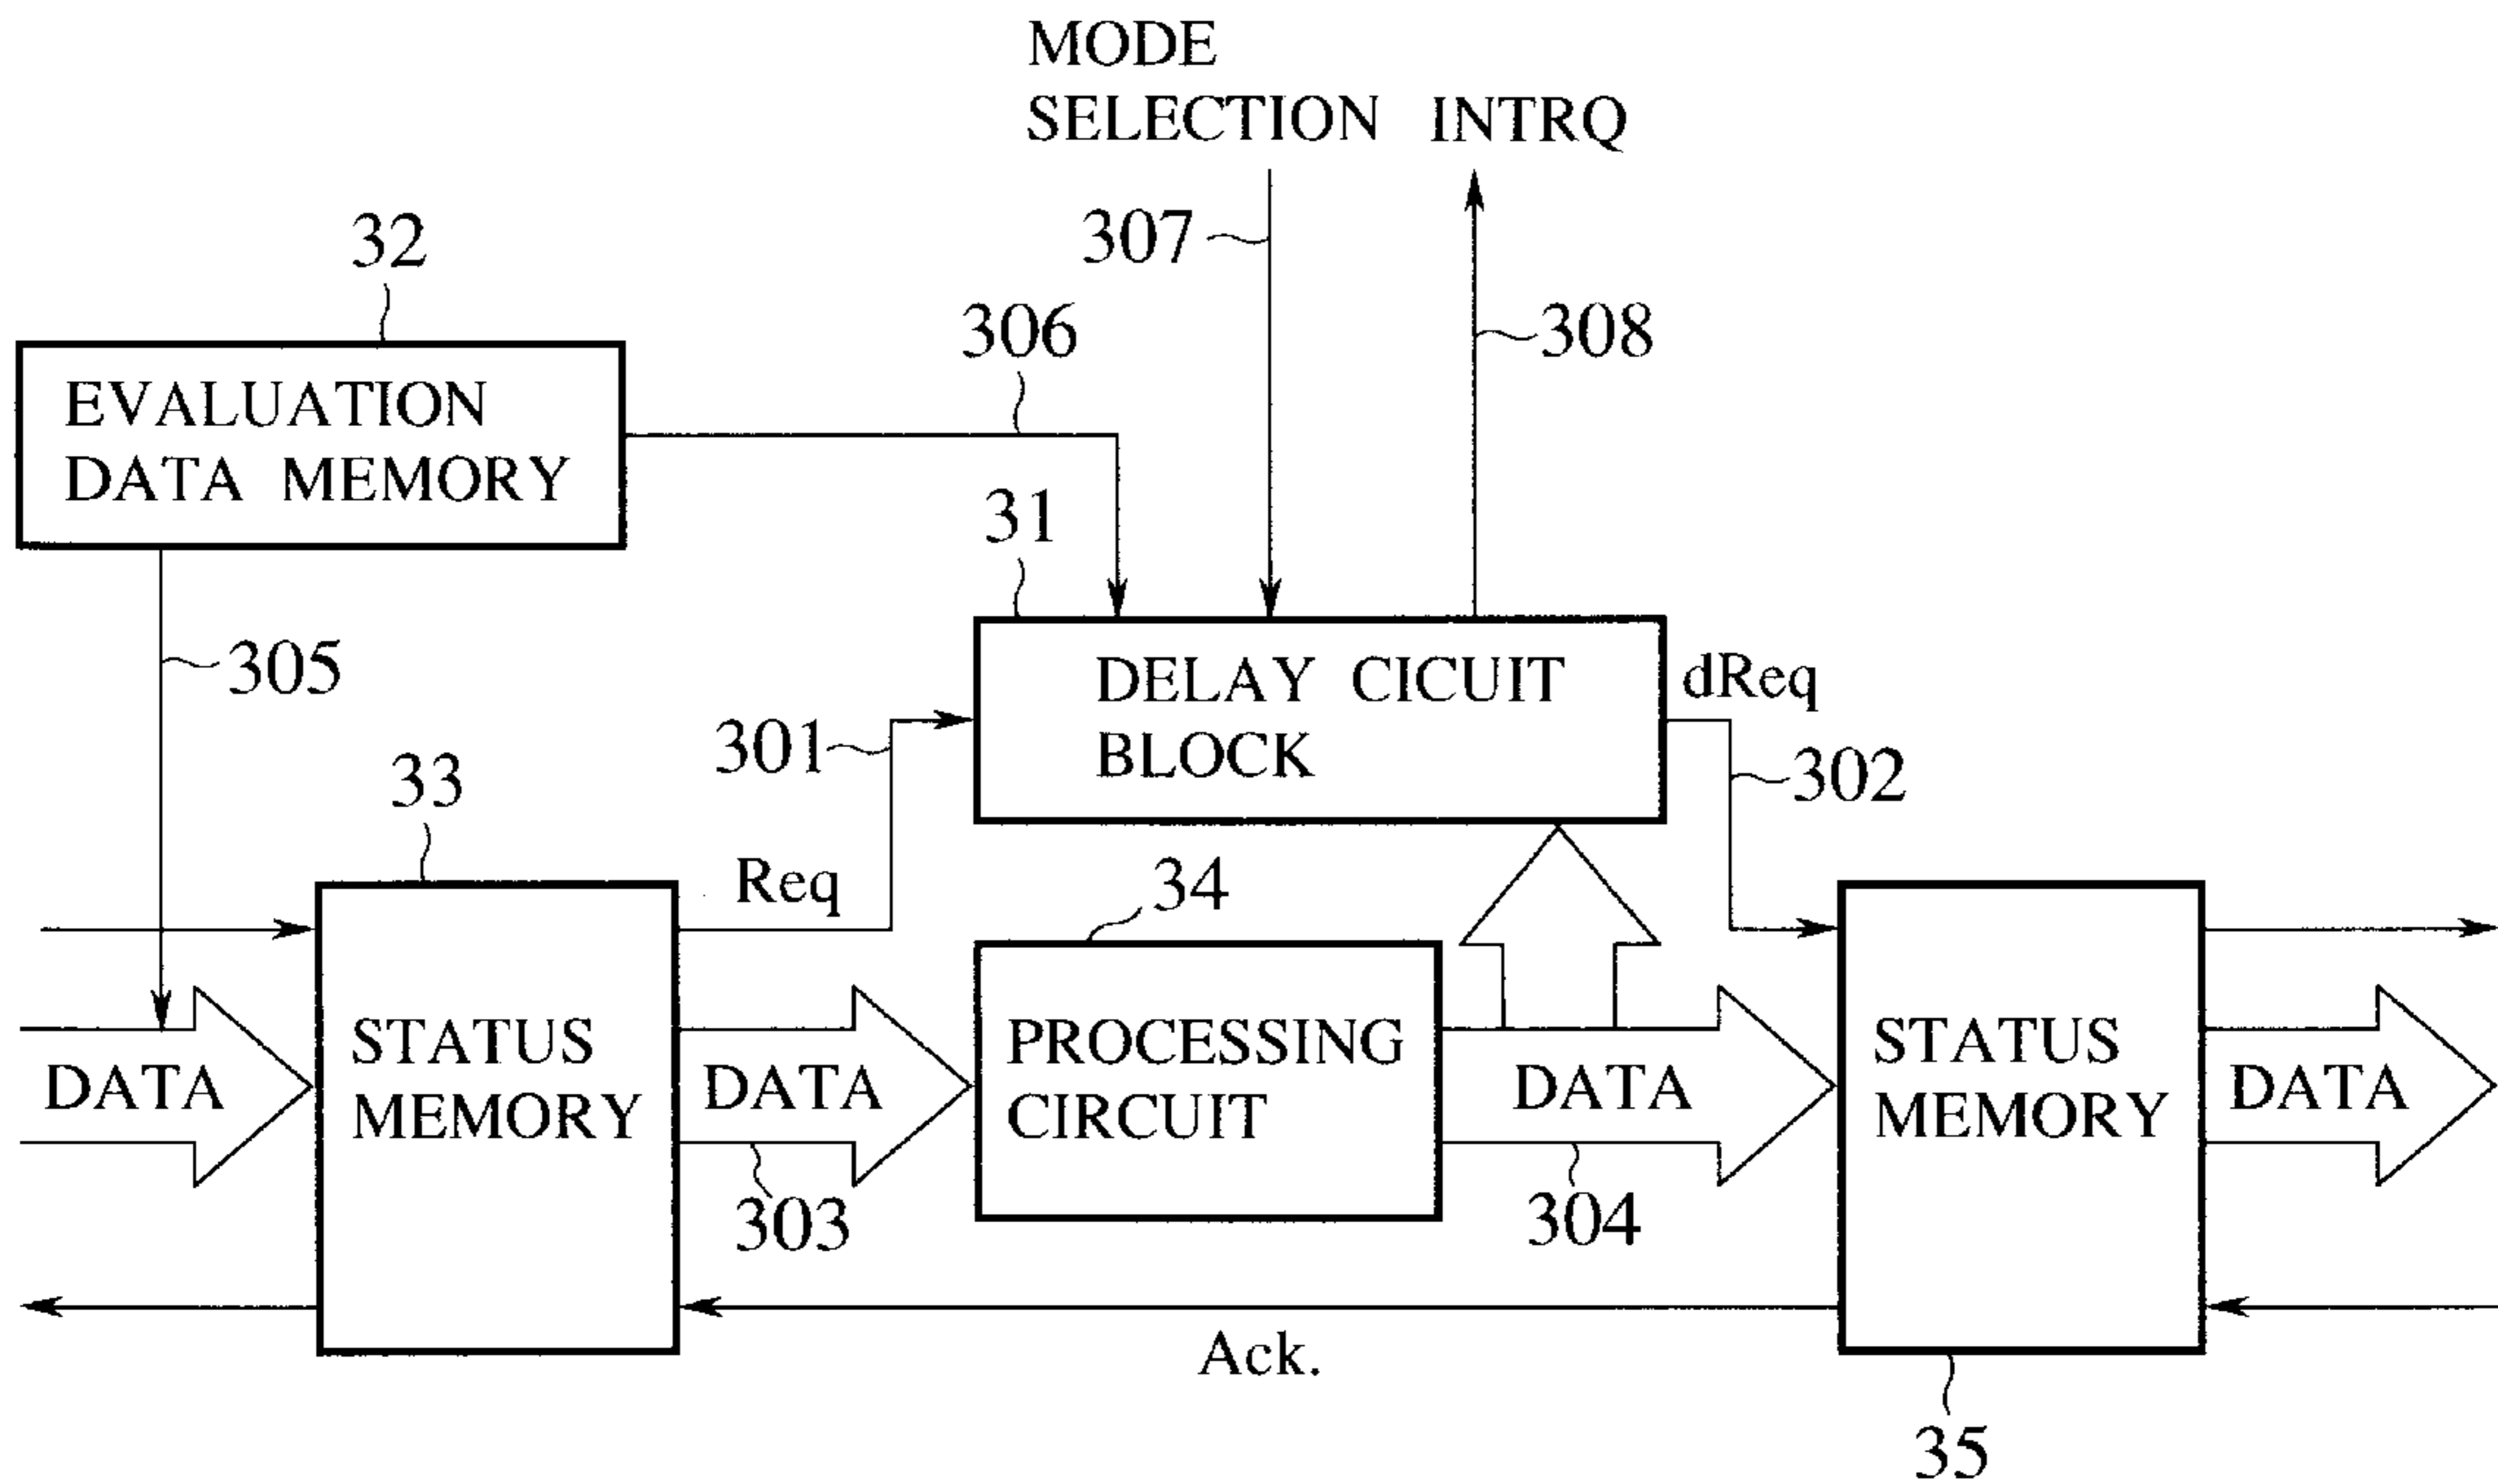 MODE
SELECTION INTRQ
32
307
306
308
EVALUATION
DATA MEMORY
31
305
DELAY CICUIT
BLOCK
dReq
301
302
33
Req
34
STATUS
MEMORY
PROCESSING
CIRCUIT
STATUS
MEMORY
DATA
DATA
DATA
DATA
303
304
Ack.
35